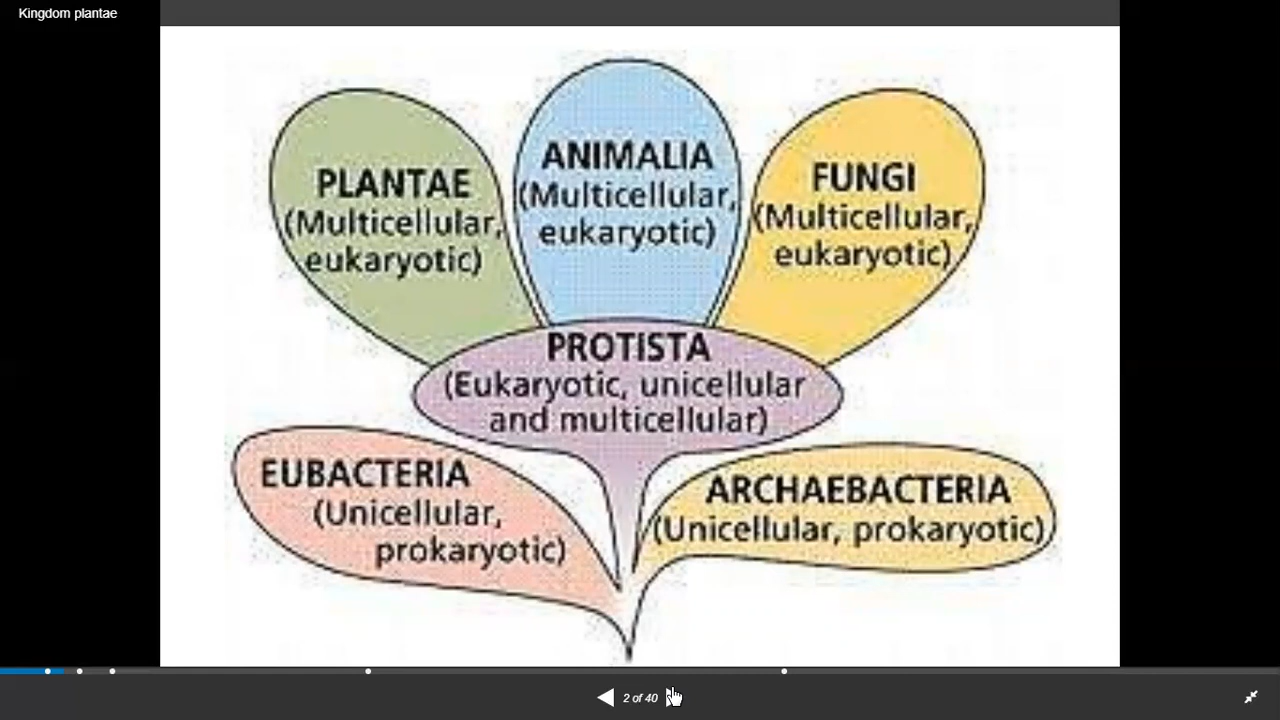 Kingdom plantae
PLANTAE
(Multicellular,
eukaryotic)
ANIMALIA
(Multicellular,
eukaryotic)
FUNGI
(Multicellular,
eukaryotic)
PROTISTA
(Eukaryotic, unicellular
and multicellular)
EUBACTERIA
(Unicellular,
prokaryotic)
ARCHAEBACTERIA
(Unicellular, prokaryotic)
2 of 40